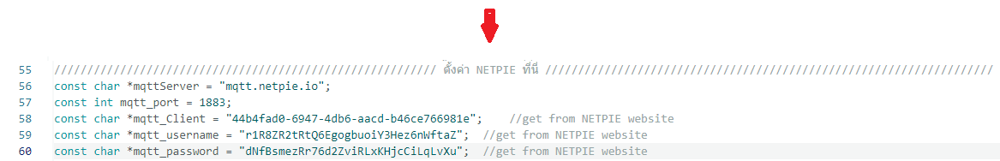 55 ////////////////////////////////////////////////////////// ตั้งค่า NETPIE ที่นี่ ////////////////////////////////////////////////////////////////////
56 const char *mqttServer = "mqtt.netpie.io";
57 const int mqtt_port = 1883;
58 const char *mqtt_Client = "44b4fad0-6947-4db6-aacd-b46ce766981e"; //get from NETPIE website
59 const char *mqtt_username = "r1R8ZR2tRtQ6EgogbuoiY3Hez6nWftaZ"; //get from NETPIE website
60 const char *mqtt_password = "dNfBsmezRr76d2ZviRLxKHjcCiLqLvXu"; //get from NETPIE website